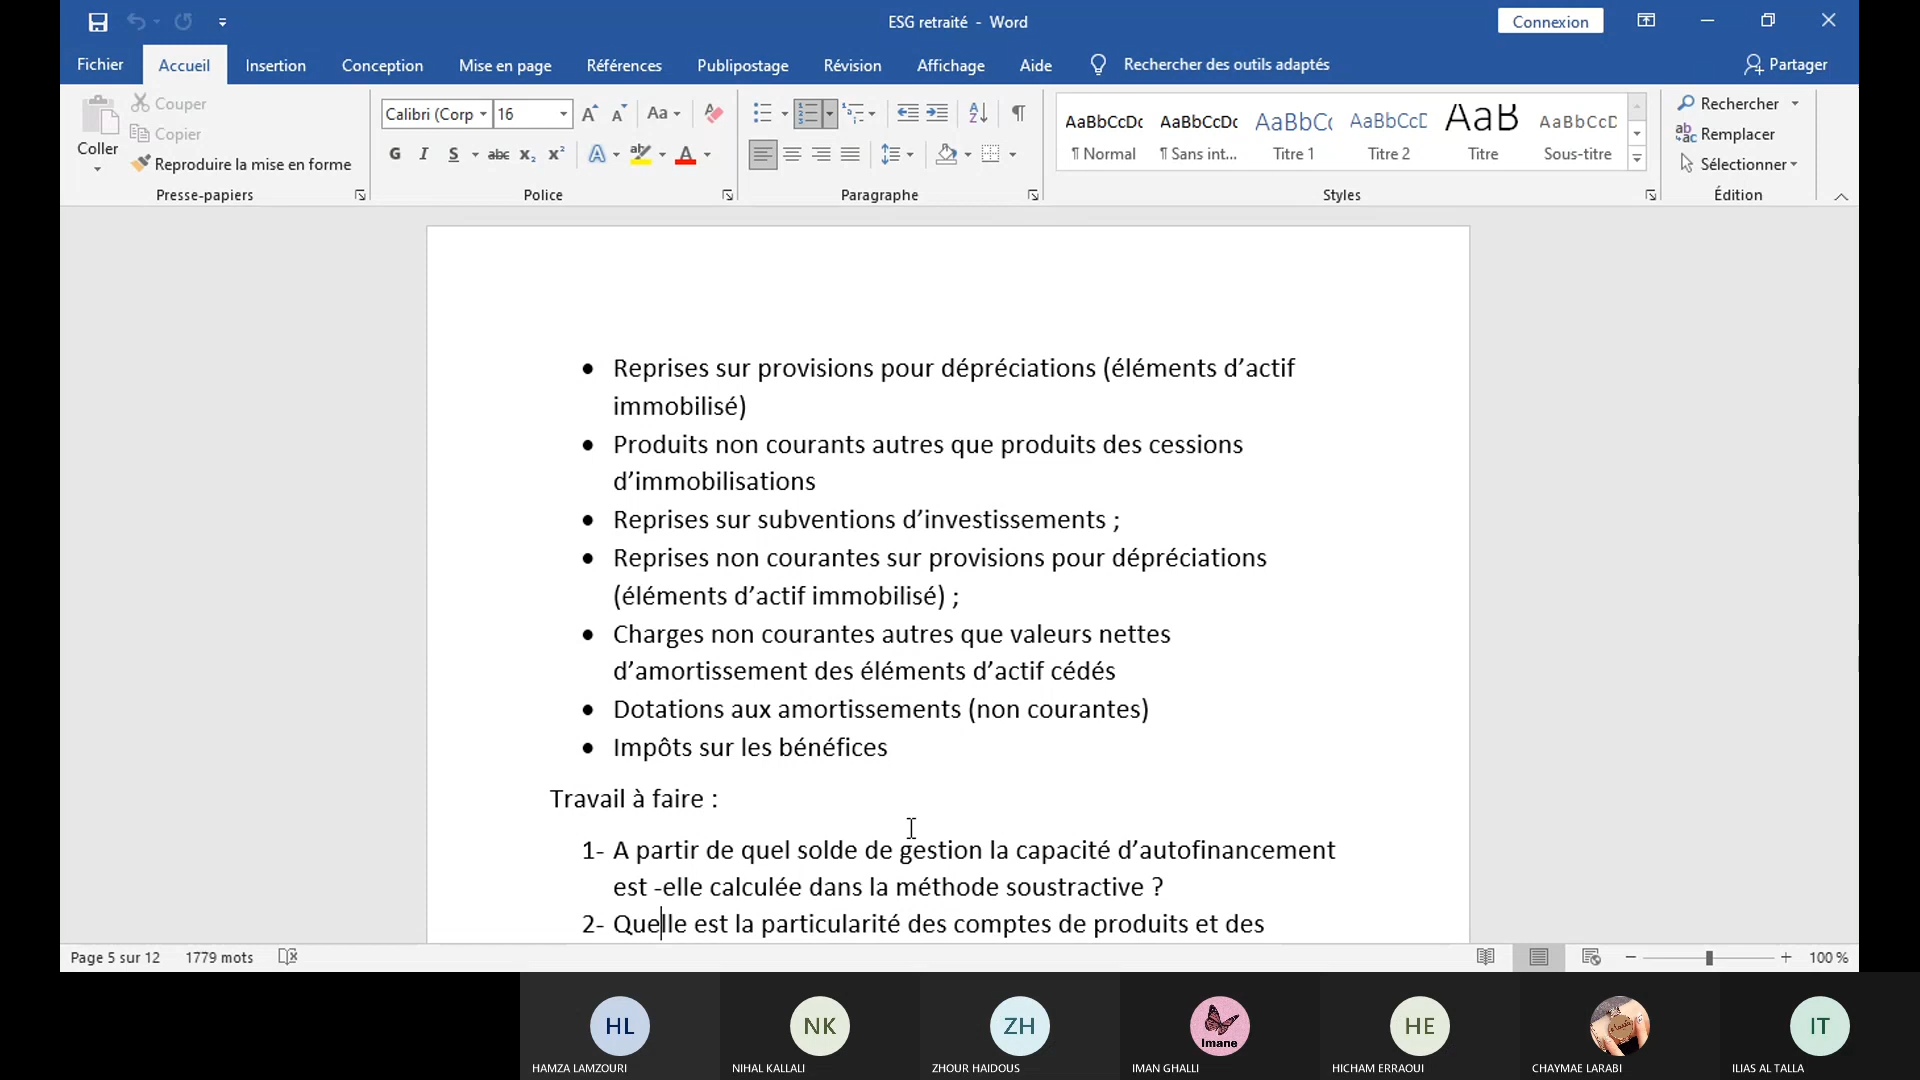 ESG retraité - Word
Connexion
Fichier
Accueil
Insertion
Conception
Mise en page
Références
Publipostage
Révision
Affichage
Aide
Rechercher des outils adaptés
Partager
Coller
Couper
Copier
Reproduire la mise en forme
Presse-papiers
Calibri (Corp
16
Aa
G I S abc x₂ x²
Police
Paragraphe
AaBbCcDc
¶ Normal
AaBbCcDc
¶ Sans int...
AaBbCc
Titre 1
AaBbCcD
Titre 2
AaB
Titre
AaBbCcD
Sous-titre
Styles
Rechercher
Remplacer
Sélectionner
Édition
• Reprises sur provisions pour dépréciations (éléments d’actif
immobilisé)
• Produits non courants autres que produits des cessions
d’immobilisations
• Reprises sur subventions d’investissements ;
• Reprises non courantes sur provisions pour dépréciations
(éléments d’actif immobilisé) ;
• Charges non courantes autres que valeurs nettes
d’amortissement des éléments d’actif cédés
• Dotations aux amortissements (non courantes)
• Impôts sur les bénéfices
Travail à faire :
1- A partir de quel solde de gestion la capacité d’autofinancement
est -elle calculée dans la méthode soustractive ?
2- Quelle est la particularité des comptes de produits et des
Page 5 sur 12
1779 mots
100 %
HL
NK
ZH
Imane
HE
IT
HAMZA LAMZOURI
NIHAL KALLALI
ZHOUR HAIDOUS
IMAN GHALLI
HICHAM ERRAOUI
CHAYMAE LARABI
ILIAS AL TALLA